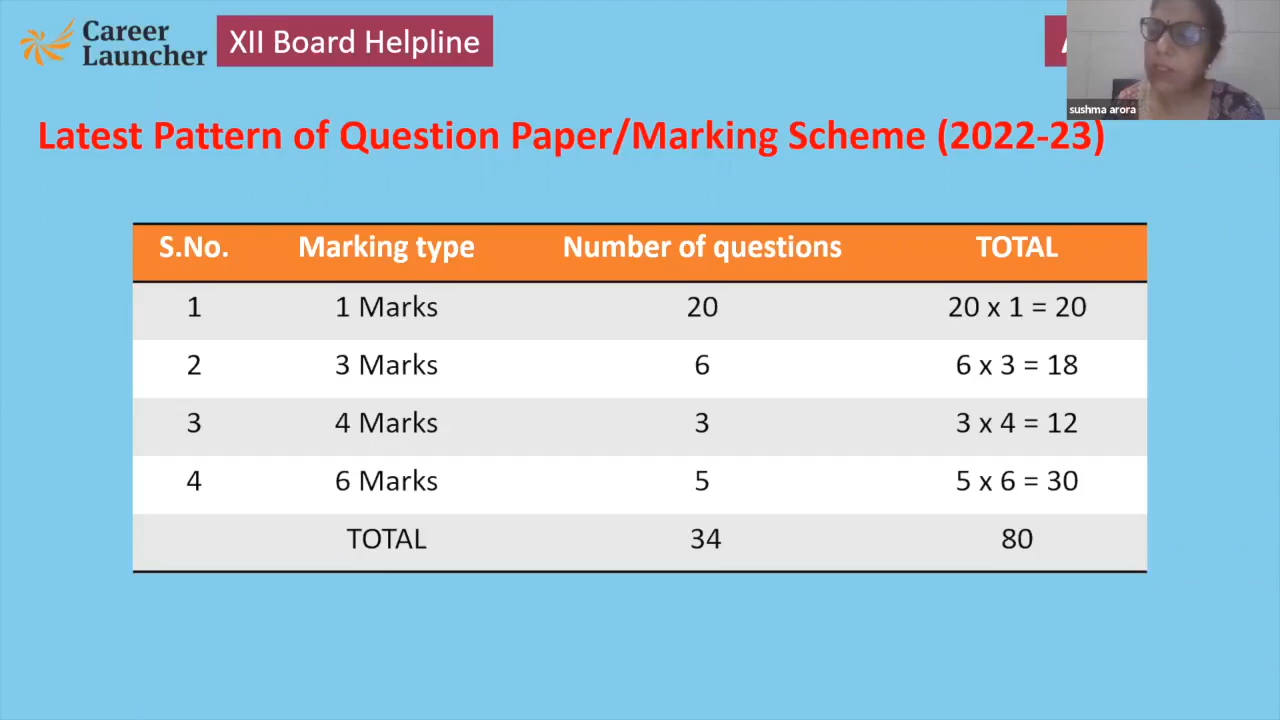 Career
Launcher
XII Board Helpline
sushma arora
Latest Pattern of Question Paper/Marking Scheme (2022-23)
S.No. Marking type Number of questions TOTAL
1 1 Marks 20 20 x 1 = 20
2 3 Marks 6 6 x 3 = 18
3 4 Marks 3 3 x 4 = 12
4 6 Marks 5 5 x 6 = 30
TOTAL 34 80